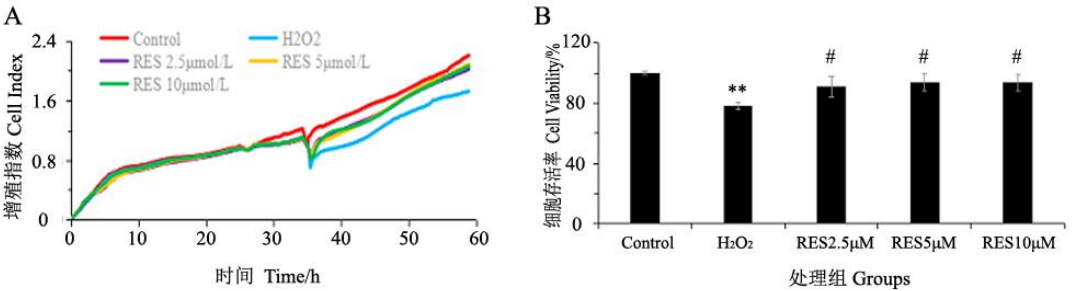 A
增殖指数 Cell Index
2.4
1.6
0.8
0
Control
H2O2
RES 2.5μmol/L
RES 5μmol/L
RES 10μmol/L
0 10 20 30 40 50 60
时间 Time/h
B
细胞存活率 Cell Viability/%
120
80
40
0
**
#
#
#
Control H2O2 RES2.5μM RES5μM RES10μM
处理组 Groups